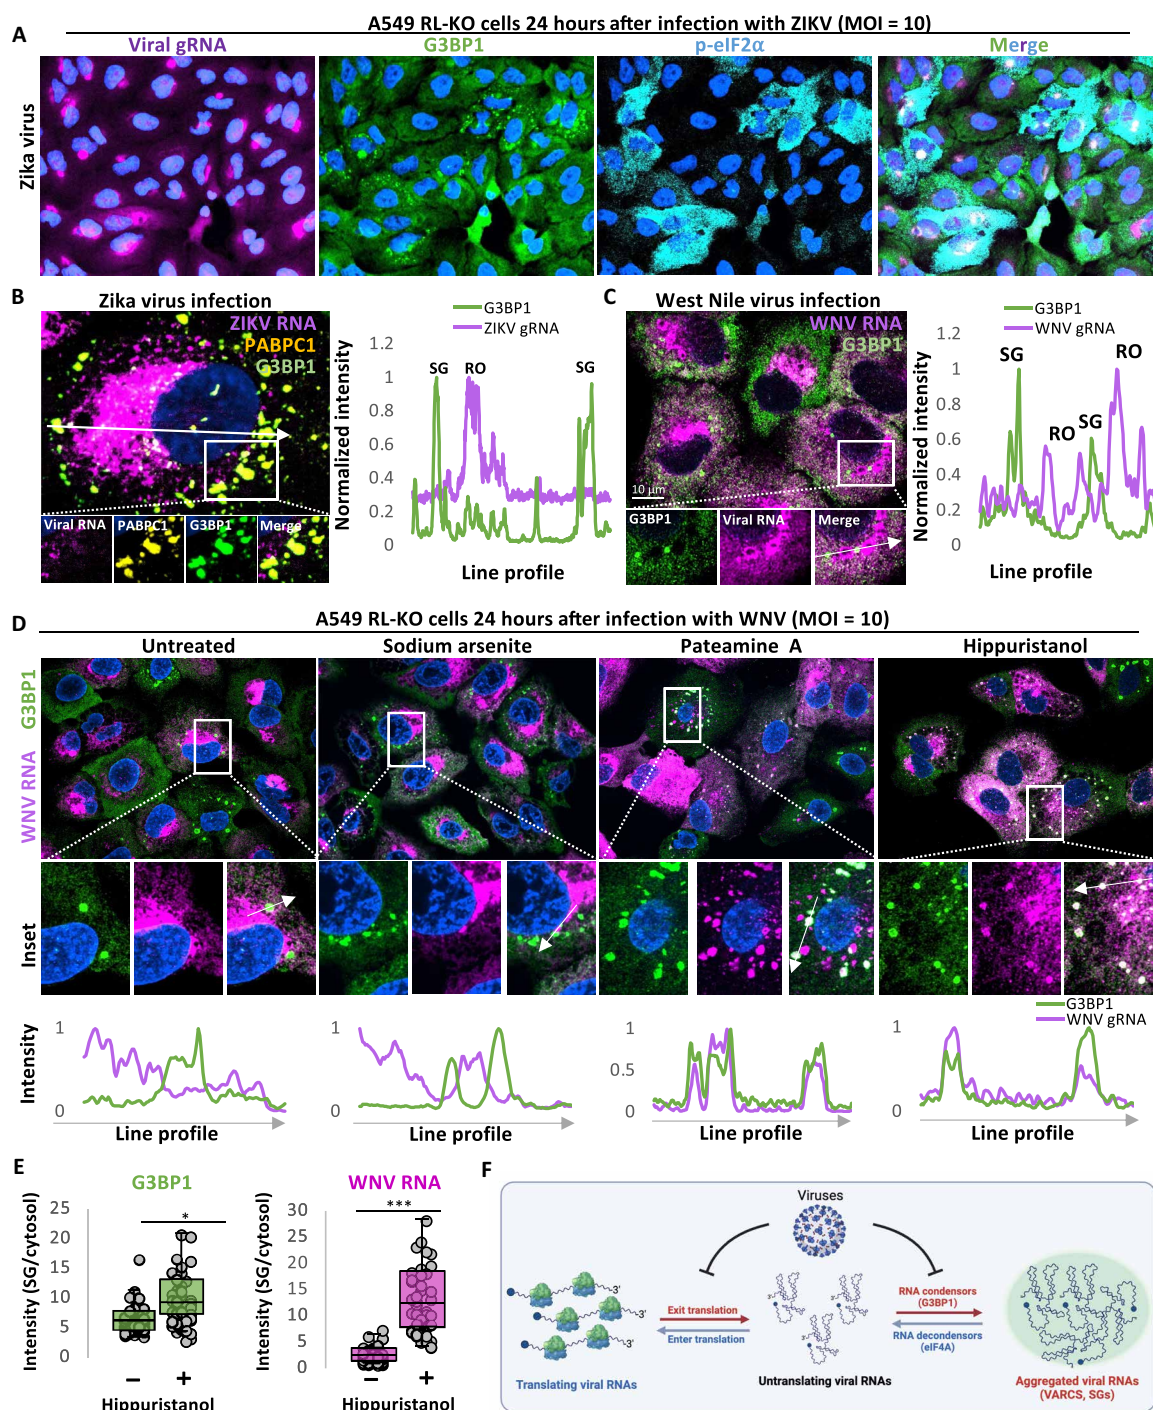 A
A549 RL-KO cells 24 hours after infection with ZIKV (MOI = 10)
Viral gRNA
G3BP1
p-eIF2α
Merge
Zika virus
B
Zika virus infection
ZIKV RNA
PABPC1
G3BP1
Viral RNA
PABPC1
G3BP1
Merge
G3BP1
ZIKV gRNA
Normalized intensity
1.2
1
0.8
0.6
0.4
0.2
0
SG
RO
SG
Line profile
C
West Nile virus infection
WNV RNA
G3BP1
10 µm
G3BP1
Viral RNA
Merge
G3BP1
WNV gRNA
Normalized intensity
1.2
1
0.8
0.6
0.4
0.2
0
SG
RO
SG
RO
Line profile
D
A549 RL-KO cells 24 hours after infection with WNV (MOI = 10)
Untreated
Sodium arsenite
Pateamine A
Hippuristanol
WNV RNA
G3BP1
Inset
G3BP1
WNV gRNA
Intensity
1
0
Line profile
1
0
Line profile
1
0.5
0
Line profile
1
0
Line profile
E
G3BP1
Intensity (SG/cytosol)
25
20
15
10
5
0
*
–
+
Hippuristanol
WNV RNA
Intensity (SG/cytosol)
30
25
20
15
10
5
0
***
–
+
Hippuristanol
F
Viruses
3'
3'
3'
Exit translation
Enter translation
RNA condensors
(G3BP1)
RNA decondensors
(eIF4A)
Translating viral RNAs
Untranslating viral RNAs
Aggregated viral RNAs
(VARCS, SGs)